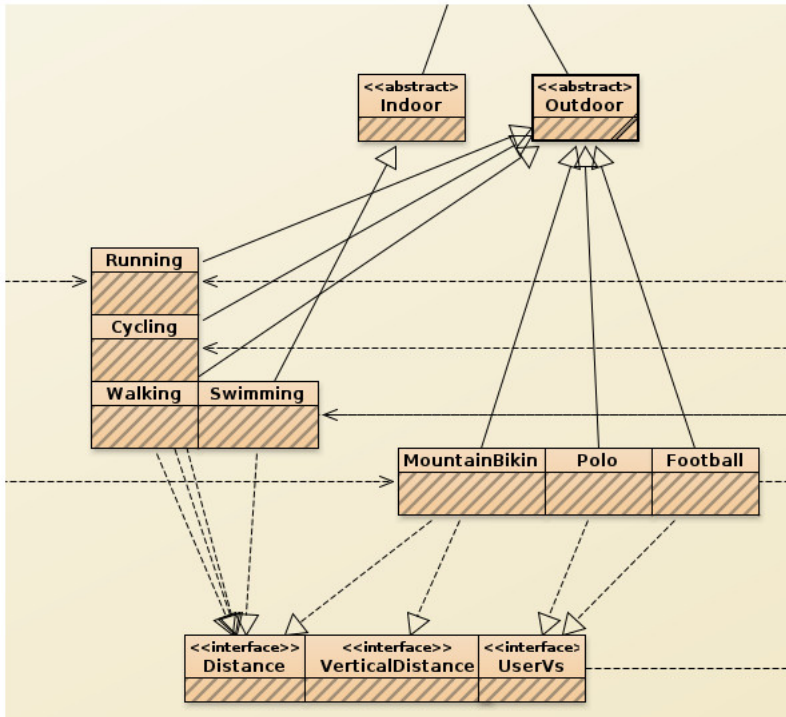 <<abstract>
Indoor
<<abstract>
Outdoor
Running
Cycling
Walking
Swimming
MountainBikin
Polo
Football
<<interface>>
Distance
<<interface>>
VerticalDistance
<<interface>
UserVs